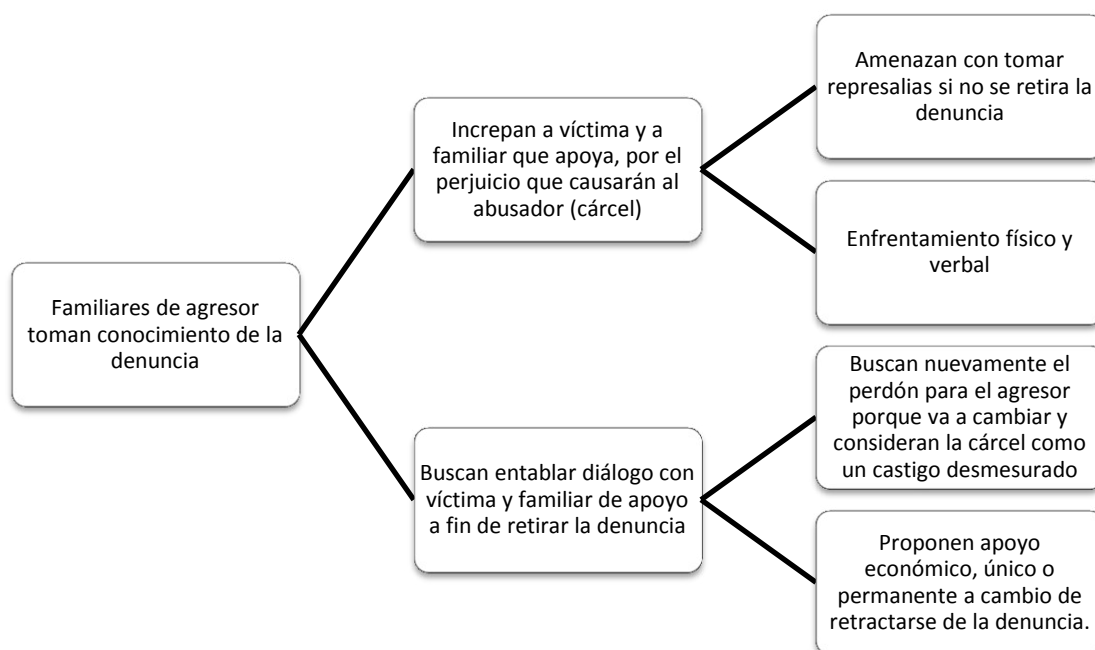 Familiares de agresor
toman conocimiento de la
denuncia
Increpan a víctima y a
familiar que apoya, por el
perjuicio que causarán al
abusador (cárcel)
Amenazan con tomar
represalias si no se retira la
denuncia
Enfrentamiento físico y
verbal
Buscan entablar diálogo con
víctima y familiar de apoyo
a fin de retirar la denuncia
Buscan nuevamente el
perdón para el agresor
porque va a cambiar y
consideran la cárcel como
un castigo desmesurado
Proponen apoyo
económico, único o
permanente a cambio de
retractarse de la denuncia.